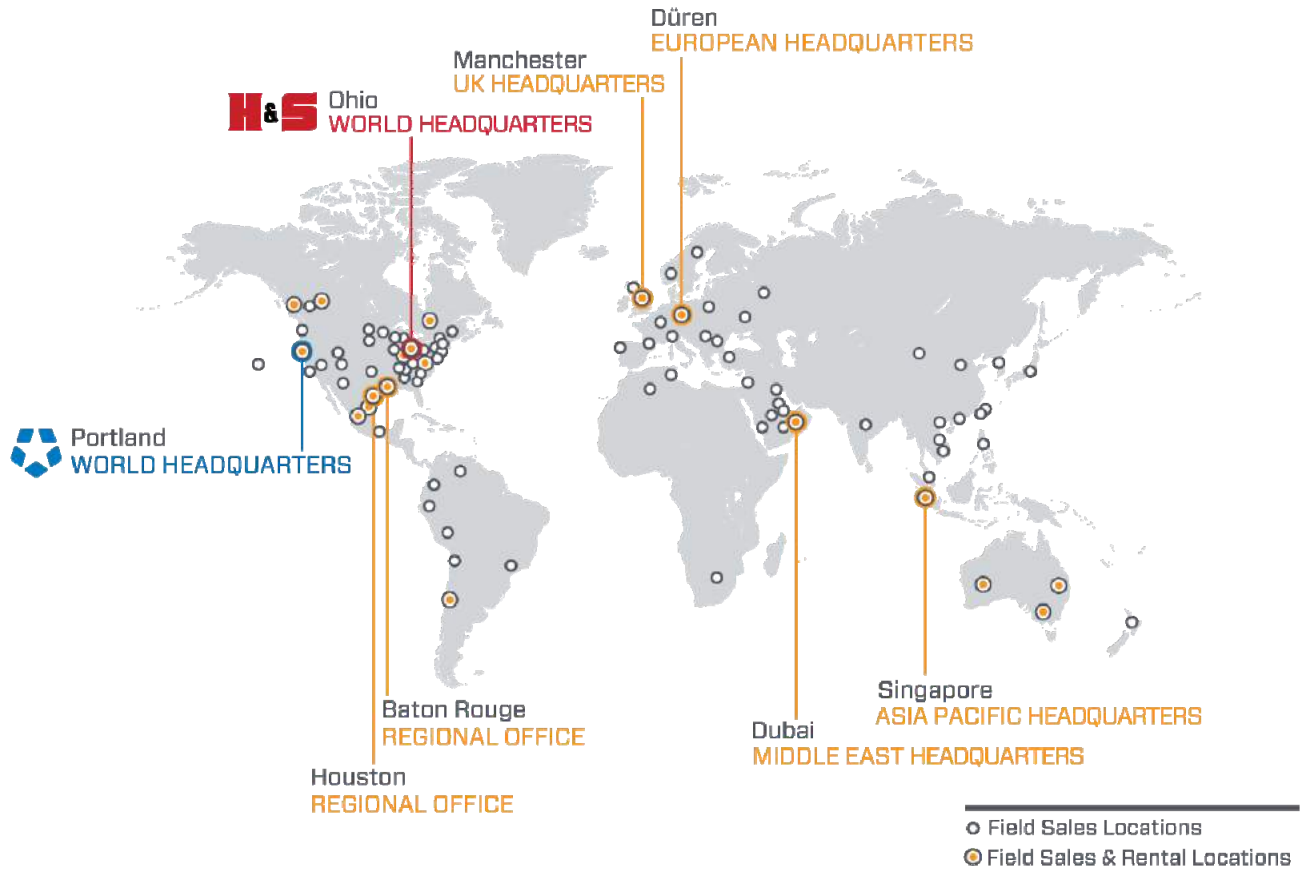 Düren
EUROPEAN HEADQUARTERS
Manchester
UK HEADQUARTERS
H&S
Ohio
WORLD HEADQUARTERS
Portland
WORLD HEADQUARTERS
Singapore
ASIA PACIFIC HEADQUARTERS
Baton Rouge
REGIONAL OFFICE
Dubai
MIDDLE EAST HEADQUARTERS
Houston
REGIONAL OFFICE
Field Sales Locations
Field Sales & Rental Locations